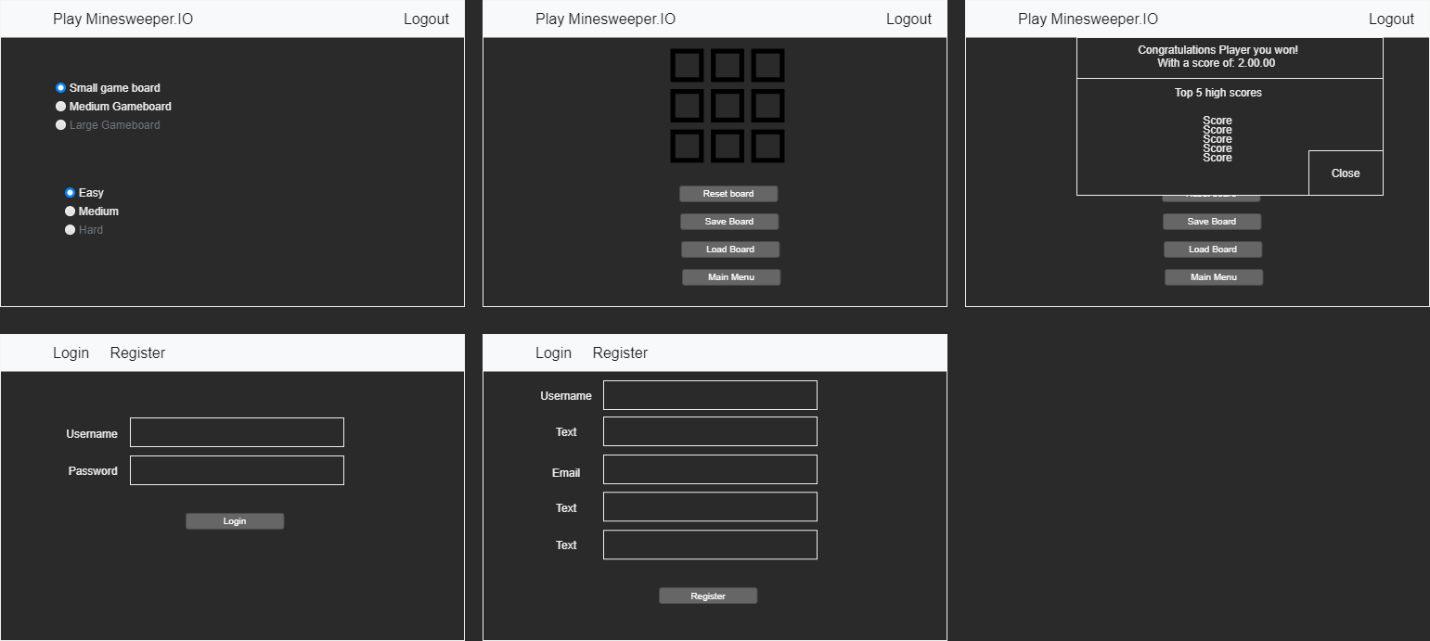 Play Minesweeper.IO Logout
Small game board
Medium Gameboard
Large Gameboard
Easy
Medium
Hard
Play Minesweeper.IO Logout
Reset board
Save Board
Load Board
Main Menu
Play Minesweeper.IO Logout
Congratulations Player you won!
With a score of: 2.00.00
Top 5 high scores
Score
Score
Score
Score
Score
Close
Reset board
Save Board
Load Board
Main Menu
Login Register
Username
Password
Login
Login Register
Username
Text
Email
Text
Text
Register